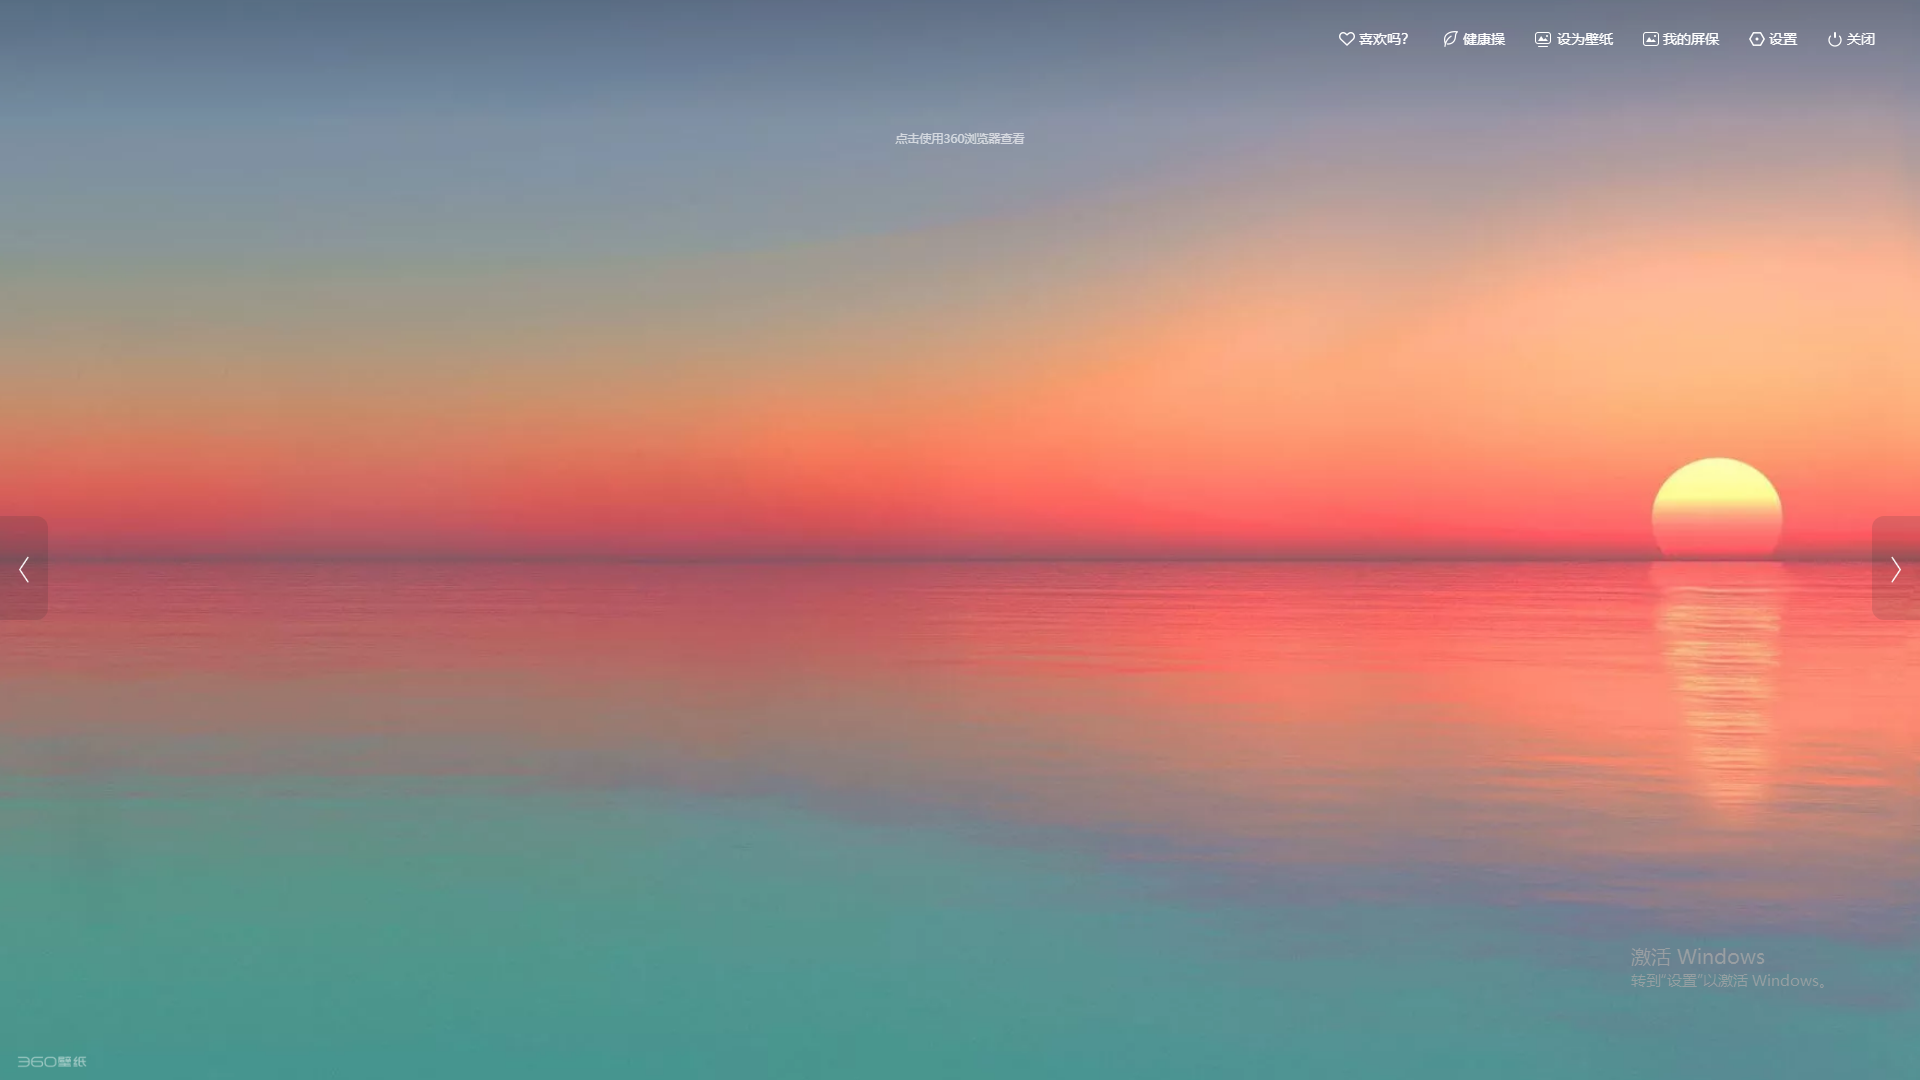 喜欢吗?
健康操
设为壁纸
我的屏保
设置
关闭
点击使用360浏览器查看
激活 Windows
转到"设置"以激活 Windows。
360壁纸